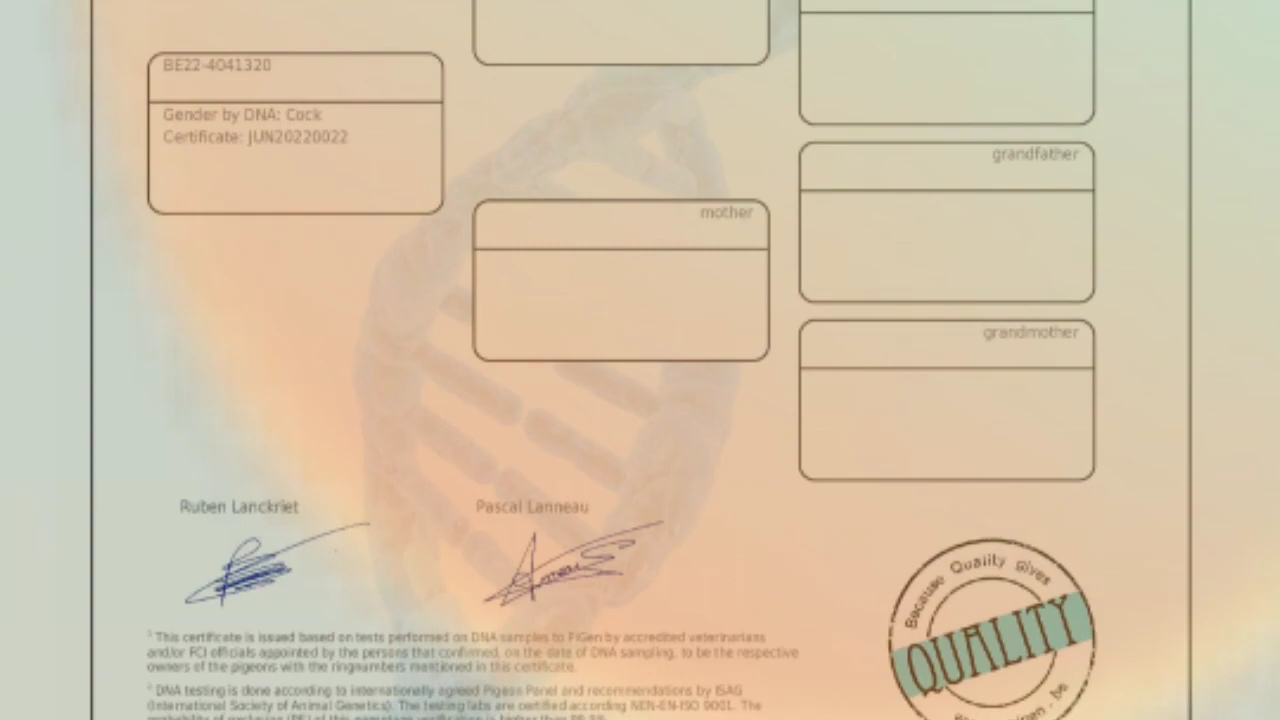 BE22-4041320
Gender by DNA: Cock
Certificate: JUN20220022
grandfather
mother
grandmother
Ruben Lanckriet
Pascal Lanneau
Because Quality gives
QUALITY
¹ This certificate is issued based on tests performed on DNA samples to PiGen by accredited veterinarians
and/or FCI officials appointed by the persons that confirmed, on the date of DNA sampling, to be the respective
owners of the pigeons with the ringnumbers mentioned in this certificate.
² DNA testing is done according to internationally agreed Pigeon Panel and recommendations by ISAG
(International Society of Animal Genetics). The testing labs are certified according NEN-EN-ISO 9001. The